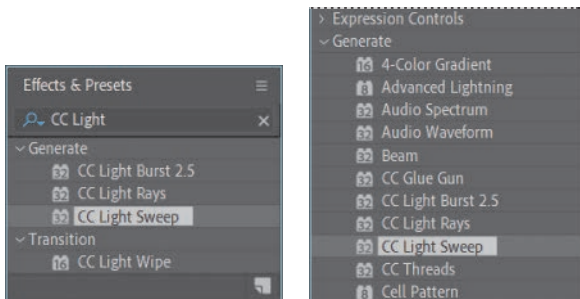 Effects & Presets
CC Light
Generate
32 CC Light Burst 2.5
32 CC Light Rays
32 CC Light Sweep
Transition
16 CC Light Wipe
Expression Controls
Generate
16 4-Color Gradient
8 Advanced Lightning
32 Audio Spectrum
32 Audio Waveform
32 Beam
32 CC Glue Gun
32 CC Light Burst 2.5
32 CC Light Rays
32 CC Light Sweep
32 CC Threads
8 Cell Pattern